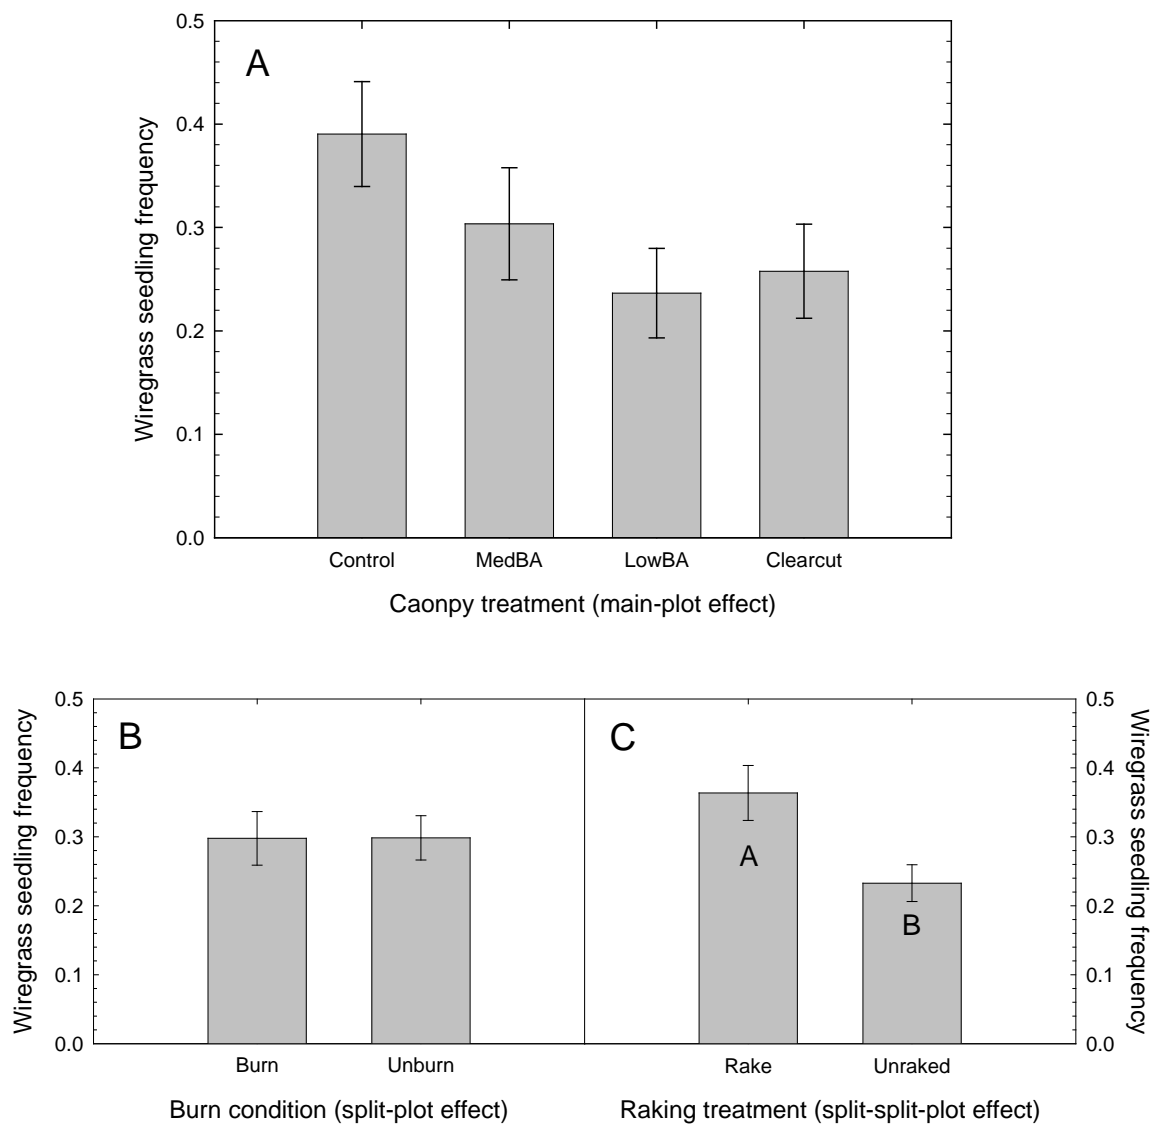 A
0.5
0.4
0.3
0.2
0.1
0.0
Wiregrass seedling frequency
Control MedBA LowBA Clearcut
Caonpy treatment (main-plot effect)
B
0.5
0.4
0.3
0.2
0.1
0.0
Wiregrass seedling frequency
Burn Unburn
Burn condition (split-plot effect)
C
A
B
0.5
0.4
0.3
0.2
0.1
0.0
Wiregrass seedling frequency
Rake Unraked
Raking treatment (split-split-plot effect)